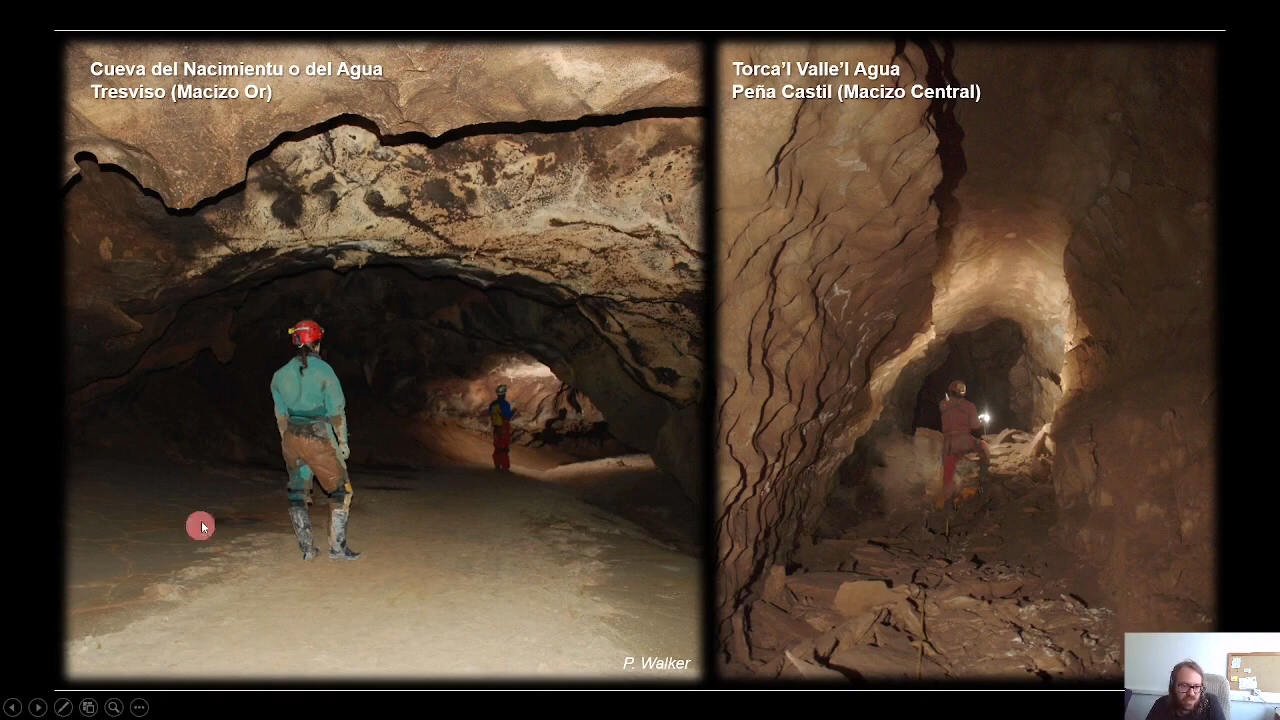 Cueva del Nacimientu o del Agua
Tresviso (Macizo Or)
Torca'l Valle'l Agua
Peña Castil (Macizo Central)
P. Walker